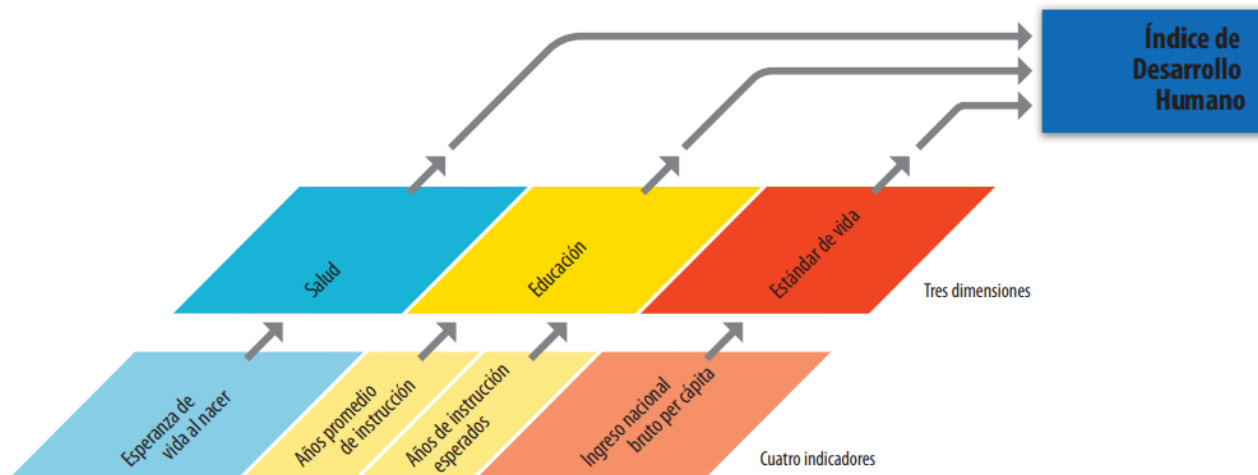 Índice de
Desarrollo
Humano
Salud
Educación
Estándar de vida
Tres dimensiones
Esperanza de
vida al nacer
Años promedio
de instrucción
Años de instrucción
esperados
Ingreso nacional
bruto per cápita
Cuatro indicadores